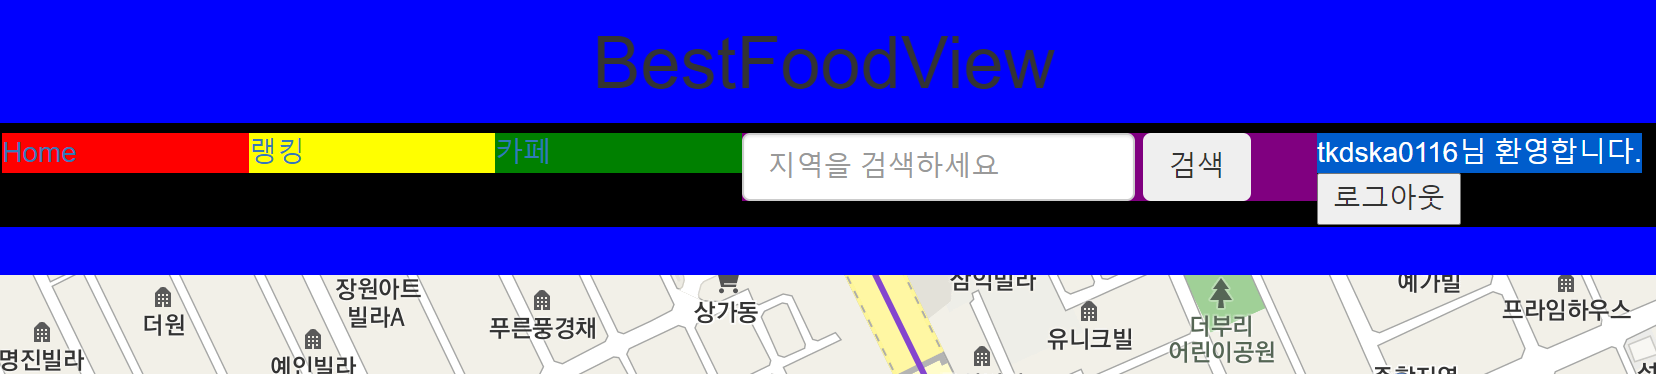 BestFoodView
Home 랭킹 카페 지역을 검색하세요 검색 tkdska0116님 환영합니다.
로그아웃
장원아트
빌라A
더원
푸른풍경채
상가동
삼익빌라
예가빌
프라임하우스
명진빌라
예인빌라
유니크빌
더부리
어린이공원